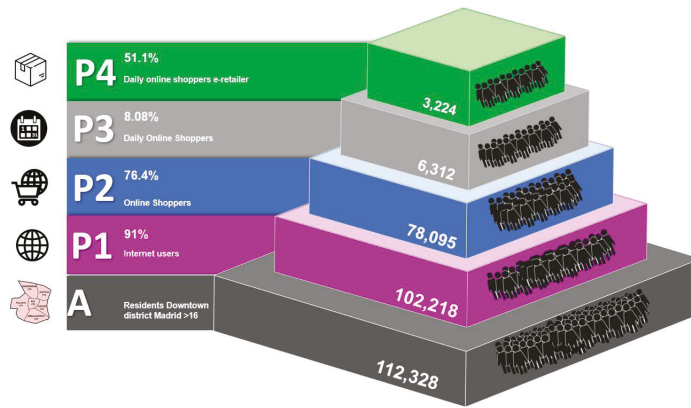 P4
51.1%
Daily online shoppers e-retailer
3,224
P3
8.08%
Daily Online Shoppers
6,312
P2
76.4%
Online Shoppers
78,095
P1
91%
Internet users
102,218
A
Residents Downtown
district Madrid >16
112,328